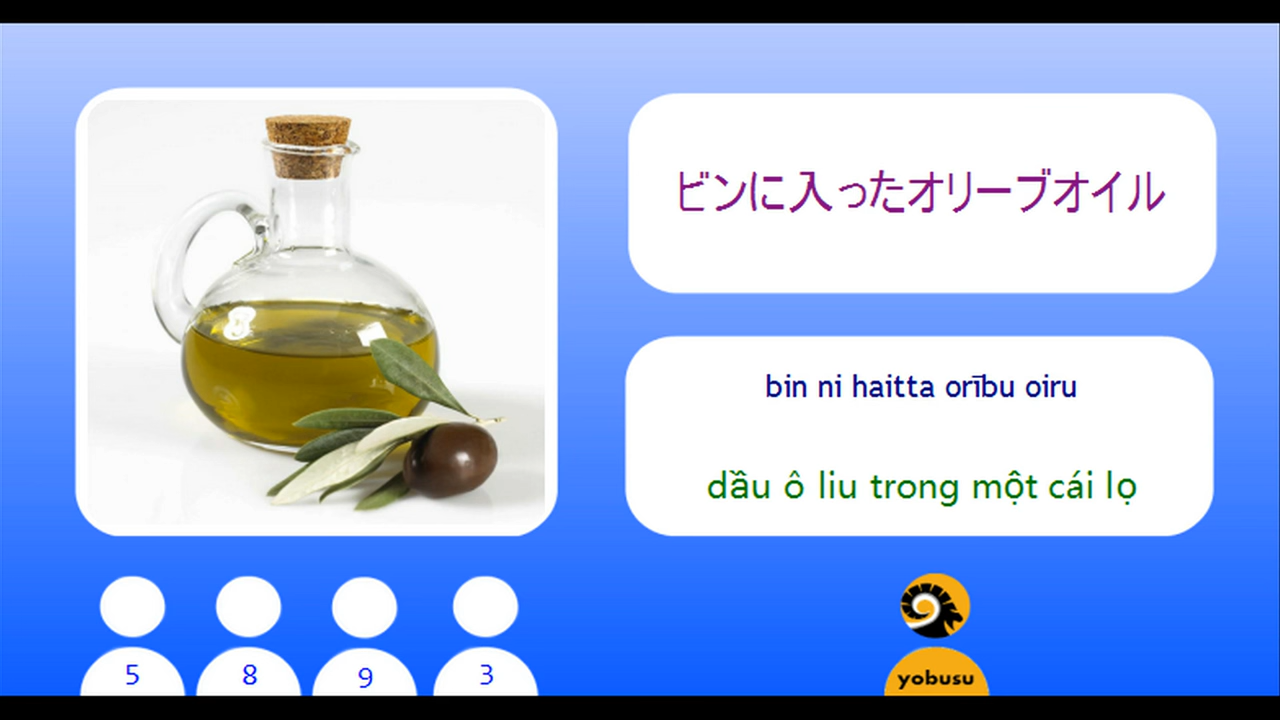 ビンに入ったオリーブオイル
bin ni haitta orību oiru
dầu ô liu trong một cái lọ
5 8 9 3
yobusu